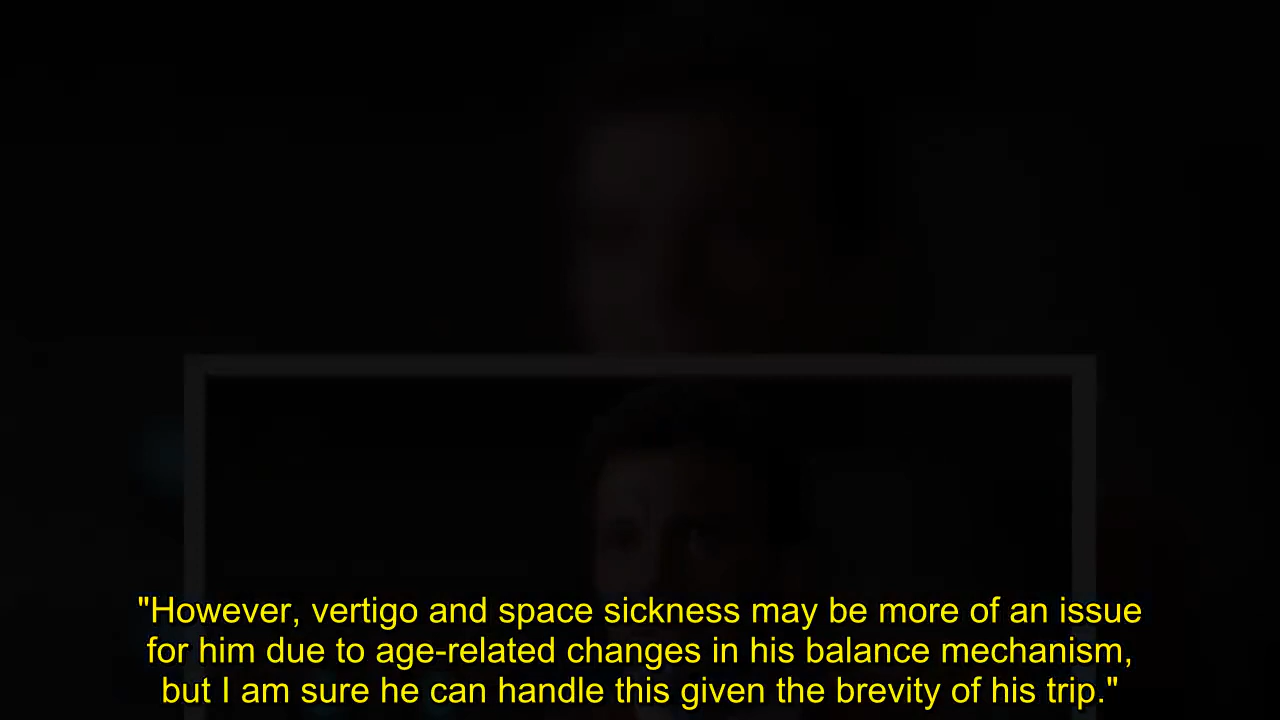 "However, vertigo and space sickness may be more of an issue
for him due to age-related changes in his balance mechanism,
but I am sure he can handle this given the brevity of his trip."